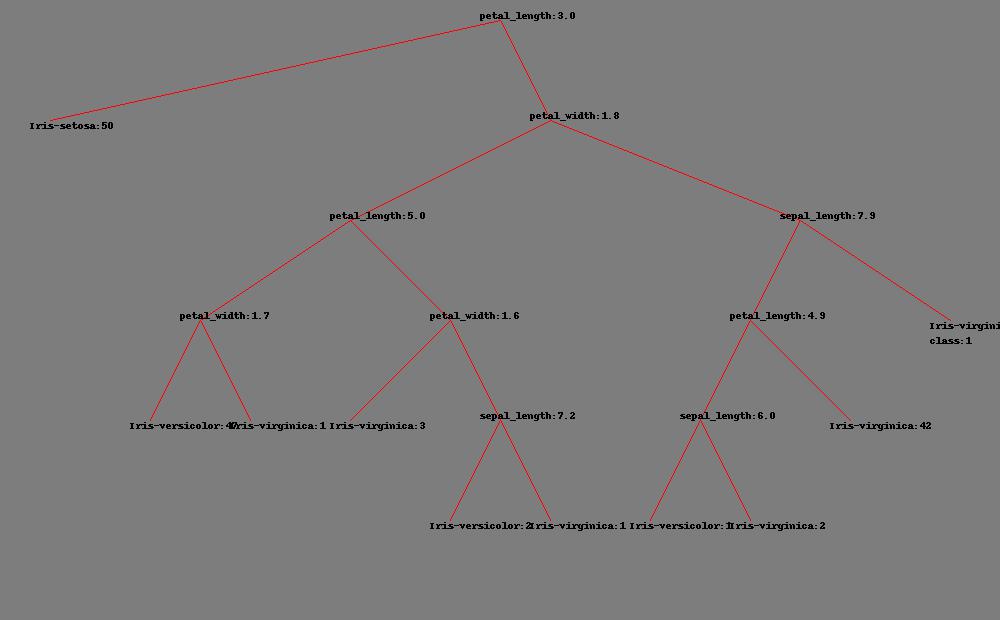 petal_length:3.0
Iris-setosa:50
petal_width:1.8
petal_length:5.0
sepal_length:7.9
petal_width:1.7
petal_width:1.6
petal_length:4.9
Iris-virgini
class:1
Iris-versicolor:47
Iris-virginica:1
Iris-virginica:3
sepal_length:7.2
sepal_length:6.0
Iris-virginica:42
Iris-versicolor:2
Iris-virginica:1
Iris-versicolor:1
Iris-virginica:2